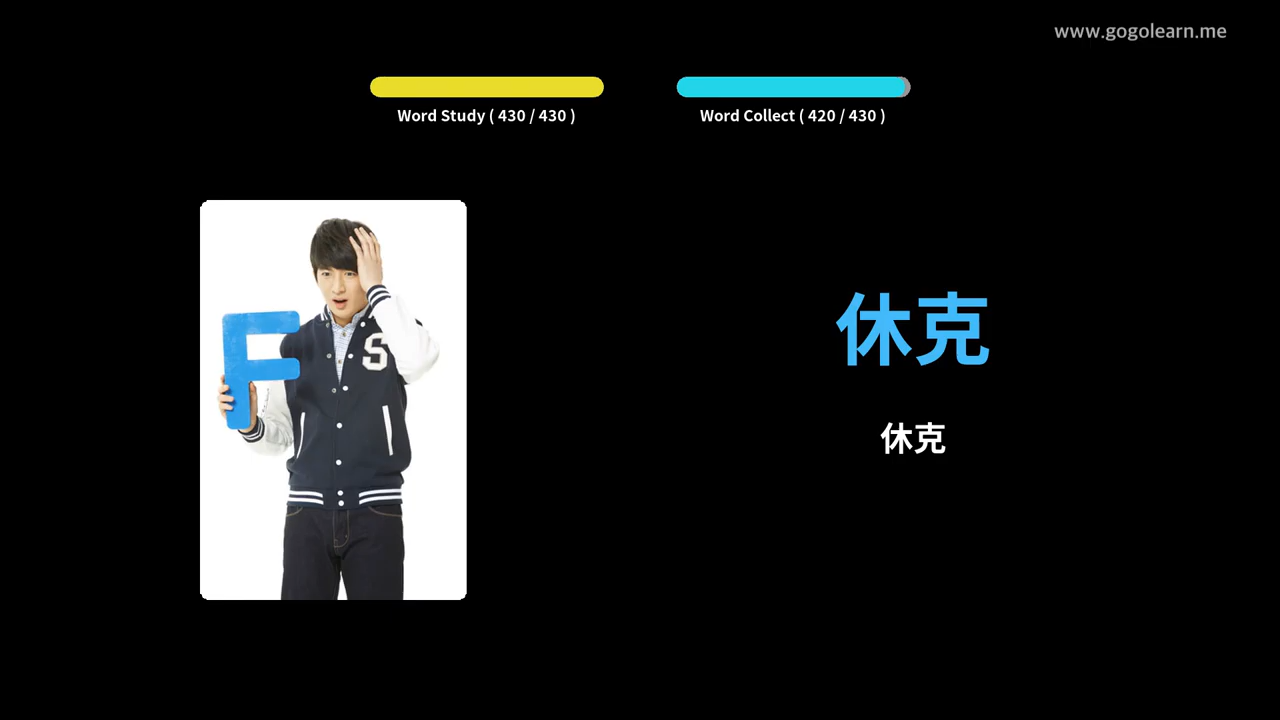 www.gogolearn.me
Word Study ( 430 / 430 )
Word Collect ( 420 / 430 )
F
S
休克
休克